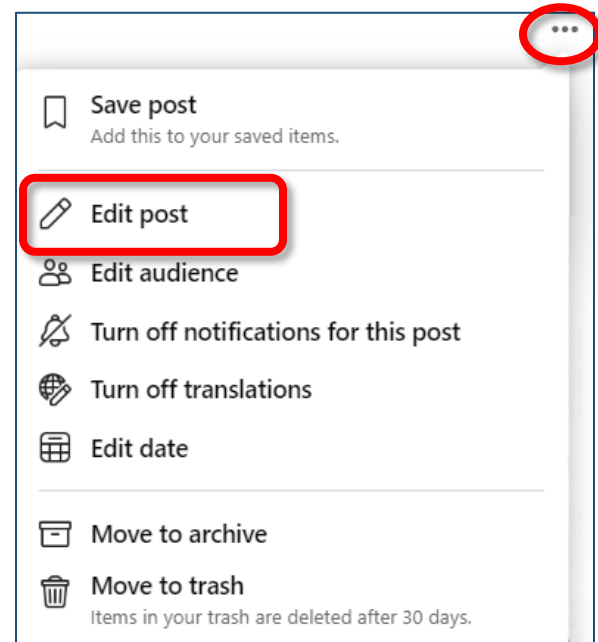 Save post
Add this to your saved items.
Edit post
Edit audience
Turn off notifications for this post
Turn off translations
Edit date
Move to archive
Move to trash
Items in your trash are deleted after 30 days.